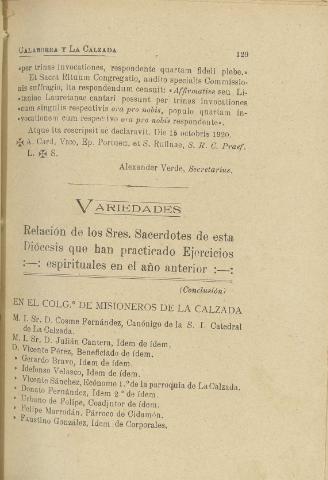 CALAHORRA Y LA CALZADA
129
«per trinas invocationes, respondente quartam fideli plebe.»
Et Sacra Rituum Congregatio, audito specialis Commissio-
nis suffragio, ita respondendum censuit: «Affirmative seu Li-
taniae Lauretanae cantari possunt per trinas invocationes
cum singulis respectivis ora pro nobis, populo quartam in-
vocationem cum respectivo ora pro nobis respondente».
Atque ita rescripsit ac declaravit. Die 15 octobris 1920.
✠ A. Card. Vico, Ep. Portuen. et S. Rufinae, S. R. C. Praef.
L. ✠ S.
Alexander Verde, Secretarius.
VARIEDADES
Relación de los Sres. Sacerdotes de esta
Diócesis que han practicado Ejercicios
:—: espirituales en el año anterior :—:
(Conclusión)
EN EL COLG.º DE MISIONEROS DE LA CALZADA
M. I. Sr. D. Cosme Fernández, Canónigo de la S. I. Catedral
de La Calzada.
M. I. Sr. D. Julián Cantera, Idem de ídem.
D. Vicente Pérez, Beneficiado de ídem.
» Gerardo Bravo, Idem de ídem.
» Ildefonso Velasco, Idem de ídem.
» Vicente Sánchez, Ecónomo 1.º de la parroquia de La Calzada.
» Donato Fernández, Idem 2.º de ídem.
» Urbano de Felipe, Coadjutor de ídem.
» Felipe Marrodán, Párroco de Cidamón.
» Faustino González, Idem de Corporales.